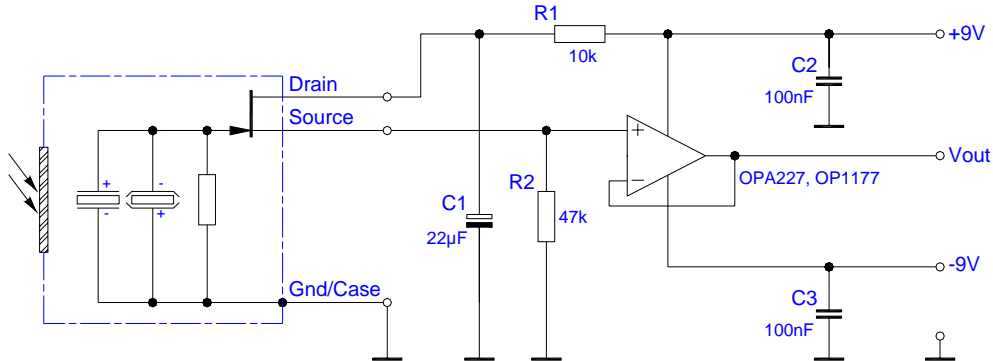 R1
10k
+9V
C2
100nF
Drain
Source
+
-
+
-
+
−
Vout
OPA227, OP1177
R2
47k
C1
22µF
-9V
Gnd/Case
C3
100nF